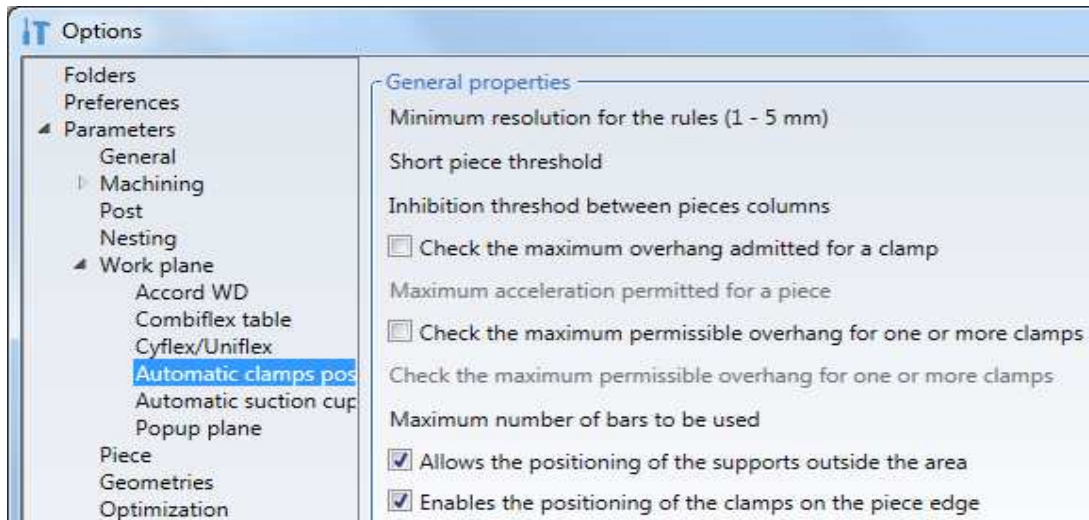 Options
Folders
Preferences
Parameters
General
Machining
Post
Nesting
Work plane
Accord WD
Combiflex table
Cyflex/Uniflex
Automatic clamps pos
Automatic suction cup
Popup plane
Piece
Geometries
Optimization
General properties
Minimum resolution for the rules (1 - 5 mm)
Short piece threshold
Inhibition threshod between pieces columns
Check the maximum overhang admitted for a clamp
Maximum acceleration permitted for a piece
Check the maximum permissible overhang for one or more clamps
Check the maximum permissible overhang for one or more clamps
Maximum number of bars to be used
Allows the positioning of the supports outside the area
Enables the positioning of the clamps on the piece edge